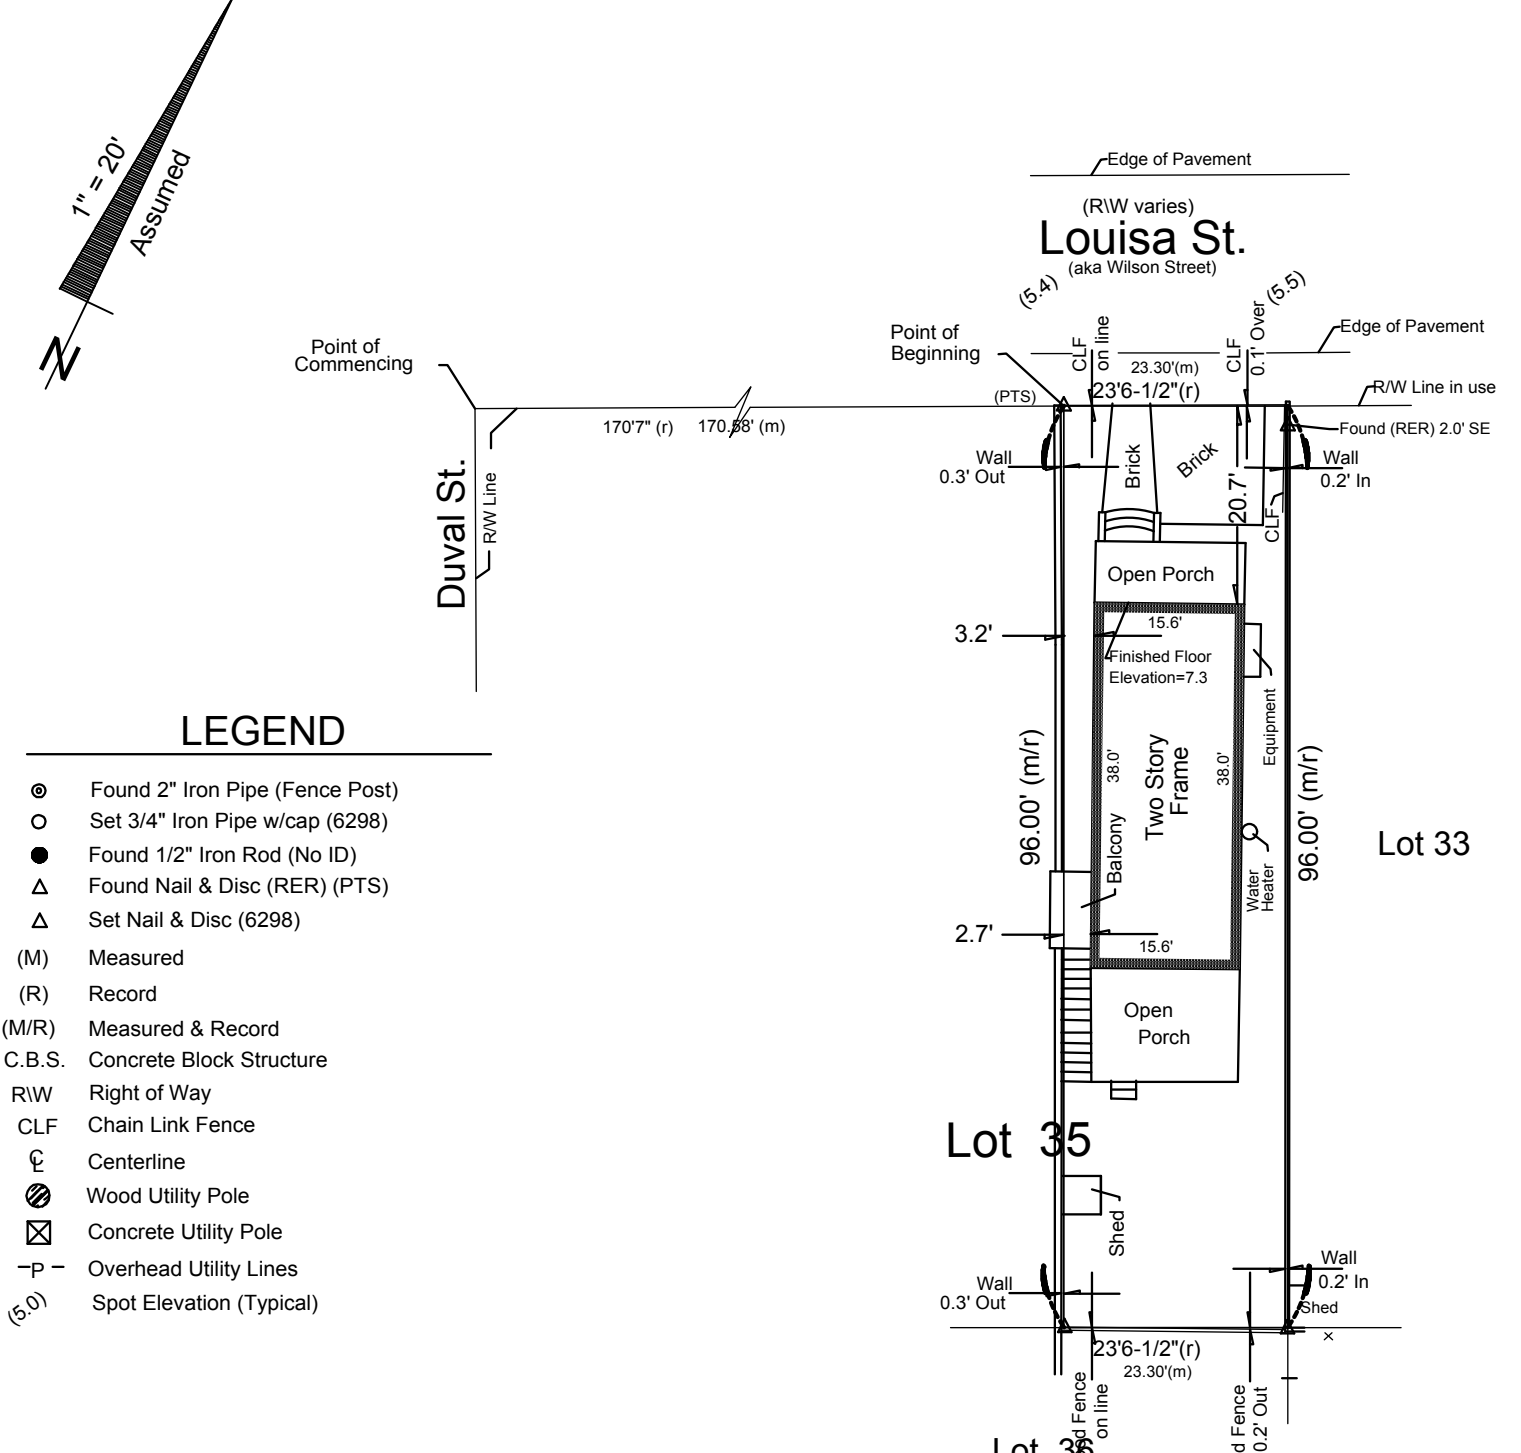 1" = 20'
Assumed
N
Edge of Pavement
(R\W varies)
Louisa St.
(aka Wilson Street)
(5.4)
(5.5)
CLF
on line
CLF
0.1' Over
Edge of Pavement
Point of
Beginning
Point of
Commencing
23.30'(m)
23'6-1/2"(r)
(PTS)
R/W Line in use
170'7" (r)
170.58' (m)
Found (RER) 2.0' SE
Wall
0.3' Out
Brick
Brick
20.7'
CLF
Wall
0.2' In
Duval St.
R/W Line
Open Porch
3.2'
15.6'
Finished Floor
Elevation=7.3
Equipment
96.00' (m/r)
38.0'
Two Story
Frame
38.0'
96.00' (m/r)
Lot 33
Balcony
Water
Heater
2.7'
15.6'
Open
Porch
Lot 35
Shed
Wall
0.3' Out
Wall
0.2' In
Shed
x
23'6-1/2"(r)
23.30'(m)
d Fence
on line
d Fence
0.2' Out
Lot 36
LEGEND
Found 2" Iron Pipe (Fence Post)
Set 3/4" Iron Pipe w/cap (6298)
Found 1/2" Iron Rod (No ID)
Found Nail & Disc (RER) (PTS)
Set Nail & Disc (6298)
(M) Measured
(R) Record
(M/R) Measured & Record
C.B.S. Concrete Block Structure
R\W Right of Way
CLF Chain Link Fence
℄ Centerline
Wood Utility Pole
Concrete Utility Pole
–P– Overhead Utility Lines
(5.0) Spot Elevation (Typical)